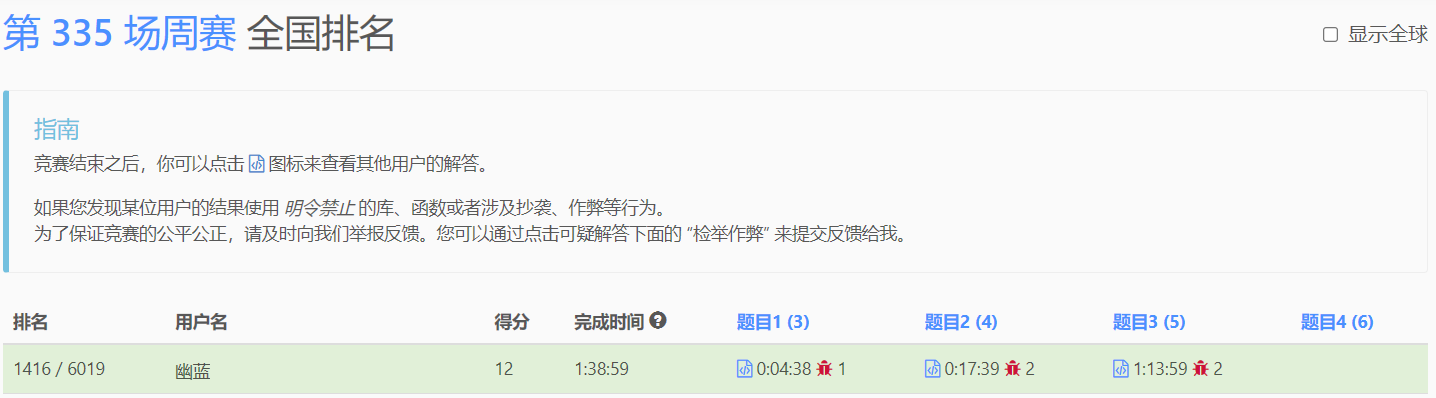 第 335 场周赛 全国排名
显示全球
指南
竞赛结束之后，你可以点击 图标来查看其他用户的解答。
如果您发现某位用户的结果使用 明令禁止 的库、函数或者涉及抄袭、作弊等行为。
为了保证竞赛的公平公正，请及时向我们举报反馈。您可以通过点击可疑解答下面的 “检举作弊” 来提交反馈给我。
排名 用户名 得分 完成时间 题目1 (3) 题目2 (4) 题目3 (5) 题目4 (6)
1416 / 6019 幽蓝 12 1:38:59 0:04:38 1 0:17:39 2 1:13:59 2